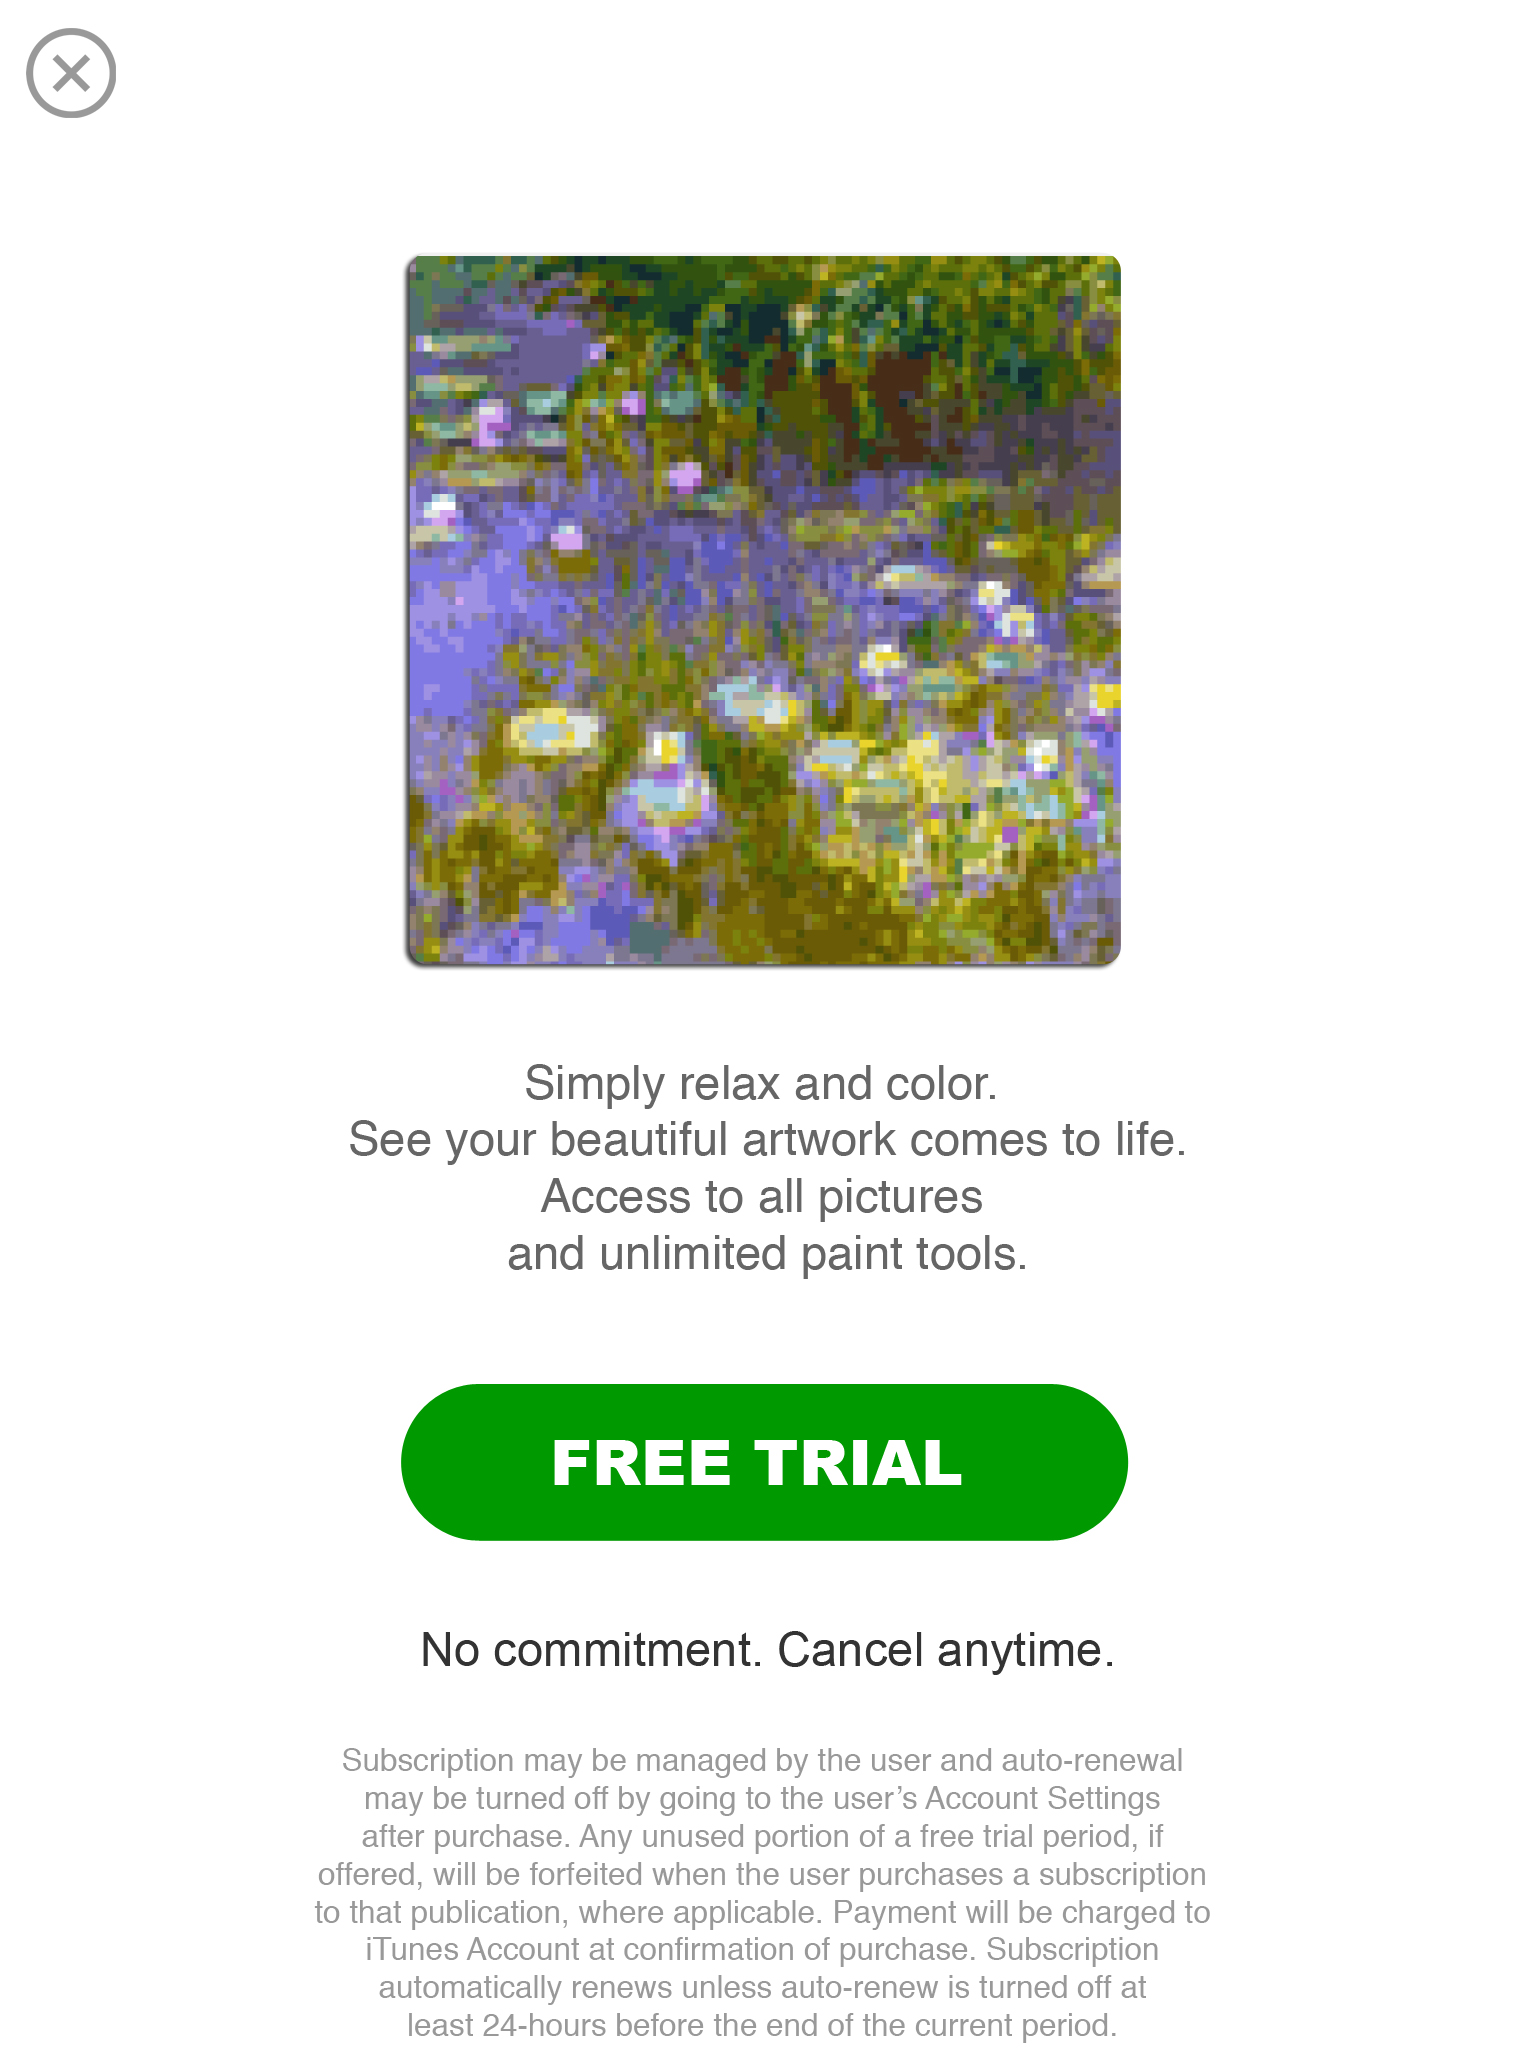 Simply relax and color.
See your beautiful artwork comes to life.
Access to all pictures
and unlimited paint tools.
FREE TRIAL
No commitment. Cancel anytime.
Subscription may be managed by the user and auto-renewal
may be turned off by going to the user’s Account Settings
after purchase. Any unused portion of a free trial period, if
offered, will be forfeited when the user purchases a subscription
to that publication, where applicable. Payment will be charged to
iTunes Account at confirmation of purchase. Subscription
automatically renews unless auto-renew is turned off at
least 24-hours before the end of the current period.